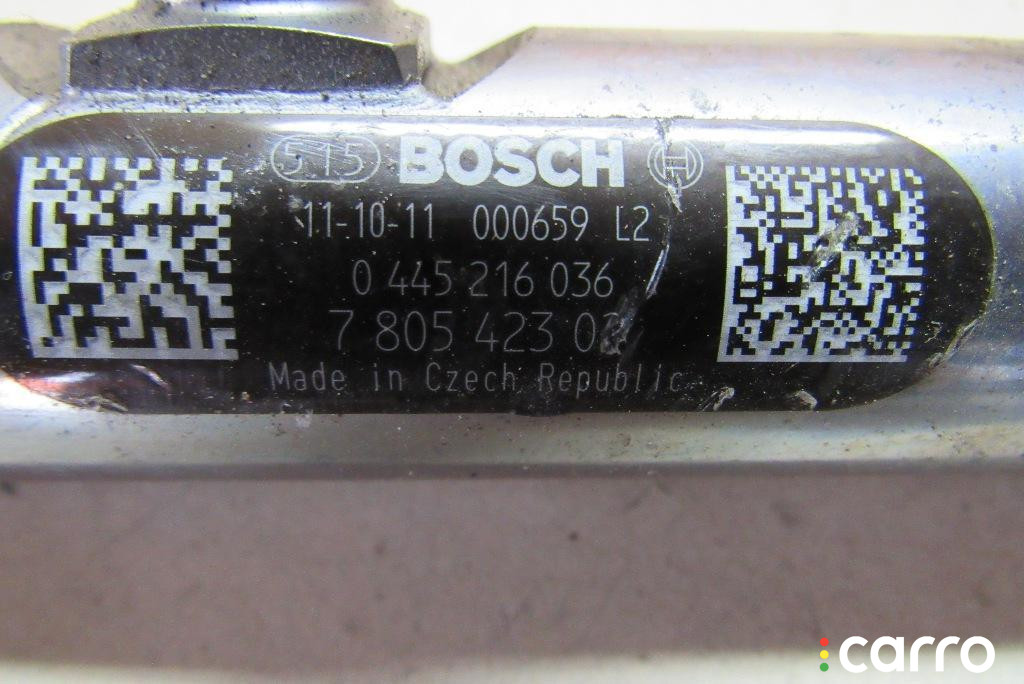 515 BOSCH
11-10-11 000659 L2
0 445 216 036
7 805 423
Made in Czech Republic
carro